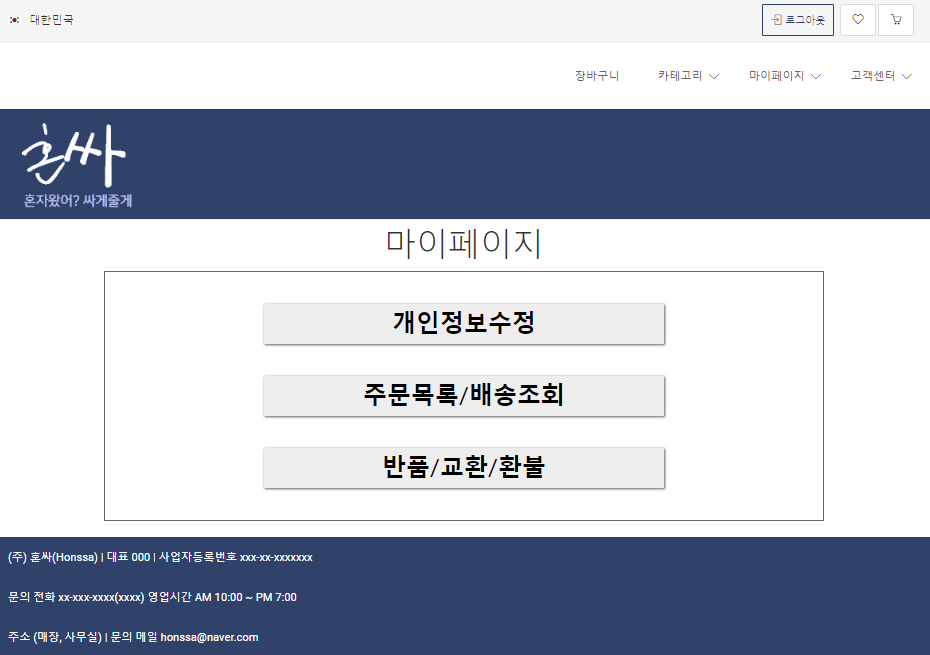 대한민국
로그아웃
장바구니 카테고리 마이페이지 고객센터
혼싸
혼자왔어? 싸게줄게
마이페이지
개인정보수정
주문목록/배송조회
반품/교환/환불
(주) 혼싸(Honssa) | 대표 000 | 사업자등록번호 xxx-xx-xxxxxxx
문의 전화 xx-xxx-xxxx(xxxx) 영업시간 AM 10:00 ~ PM 7:00
주소 (매장, 사무실) | 문의 메일 honssa@naver.com